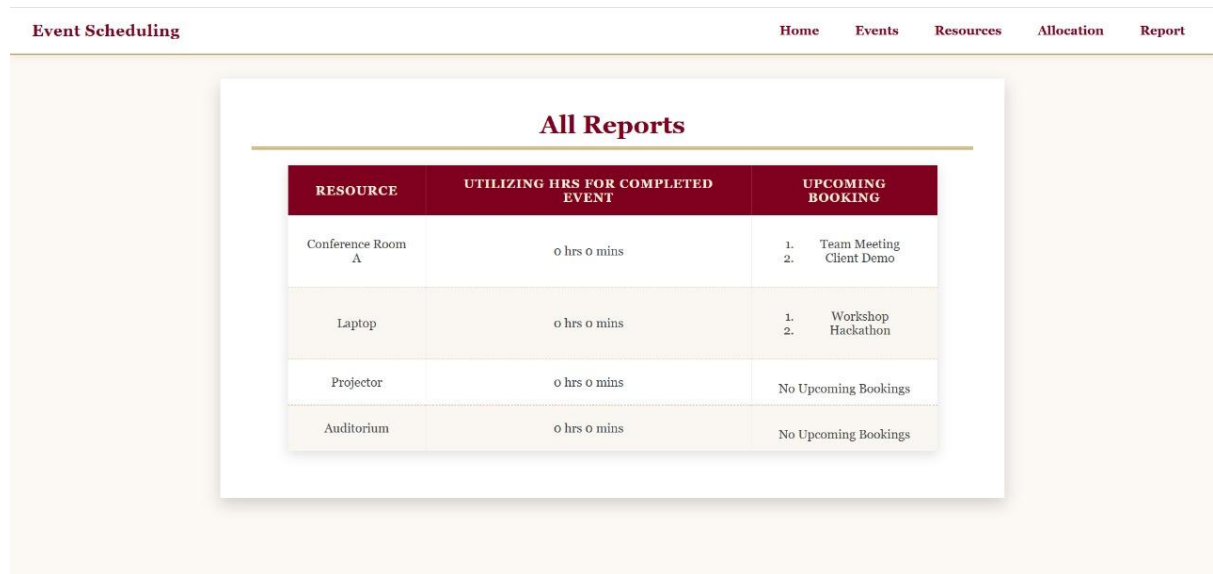 Event Scheduling
Home Events Resources Allocation Report
All Reports
RESOURCE UTILIZING HRS FOR COMPLETED EVENT UPCOMING BOOKING
Conference Room A 0 hrs 0 mins 1. Team Meeting
2. Client Demo
Laptop 0 hrs 0 mins 1. Workshop
2. Hackathon
Projector 0 hrs 0 mins No Upcoming Bookings
Auditorium 0 hrs 0 mins No Upcoming Bookings